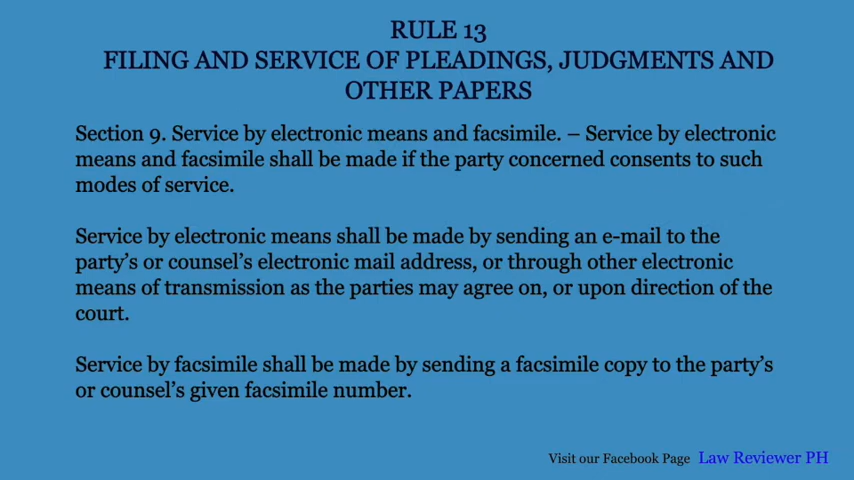 RULE 13
FILING AND SERVICE OF PLEADINGS, JUDGMENTS AND
OTHER PAPERS
Section 9. Service by electronic means and facsimile. – Service by electronic
means and facsimile shall be made if the party concerned consents to such
modes of service.
Service by electronic means shall be made by sending an e-mail to the
party’s or counsel’s electronic mail address, or through other electronic
means of transmission as the parties may agree on, or upon direction of the
court.
Service by facsimile shall be made by sending a facsimile copy to the party’s
or counsel’s given facsimile number.
Visit our Facebook Page Law Reviewer PH